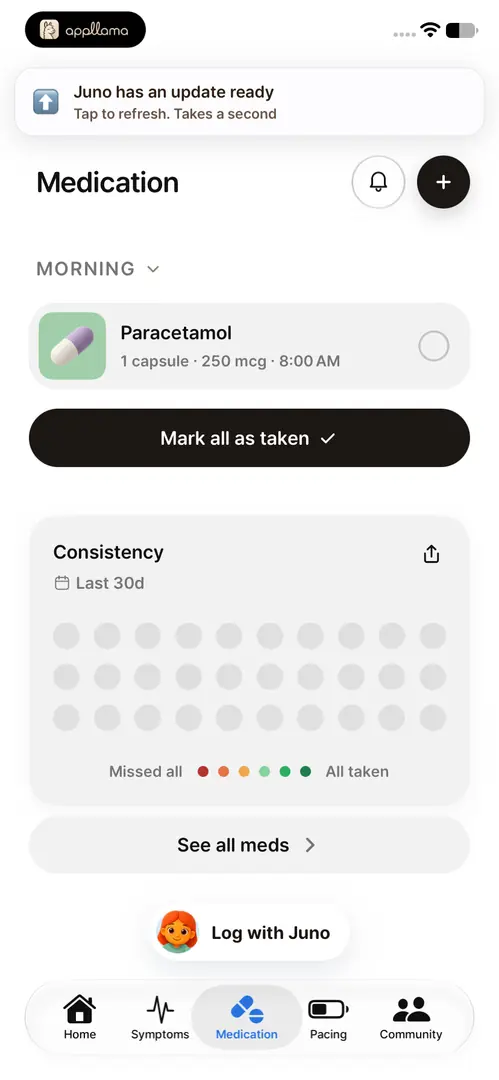 appllama
Juno has an update ready
Tap to refresh. Takes a second
Medication
MORNING
Paracetamol
1 capsule · 250 mcg · 8:00 AM
Mark all as taken
Consistency
Last 30d
Missed all
All taken
See all meds
Log with Juno
Home
Symptoms
Medication
Pacing
Community